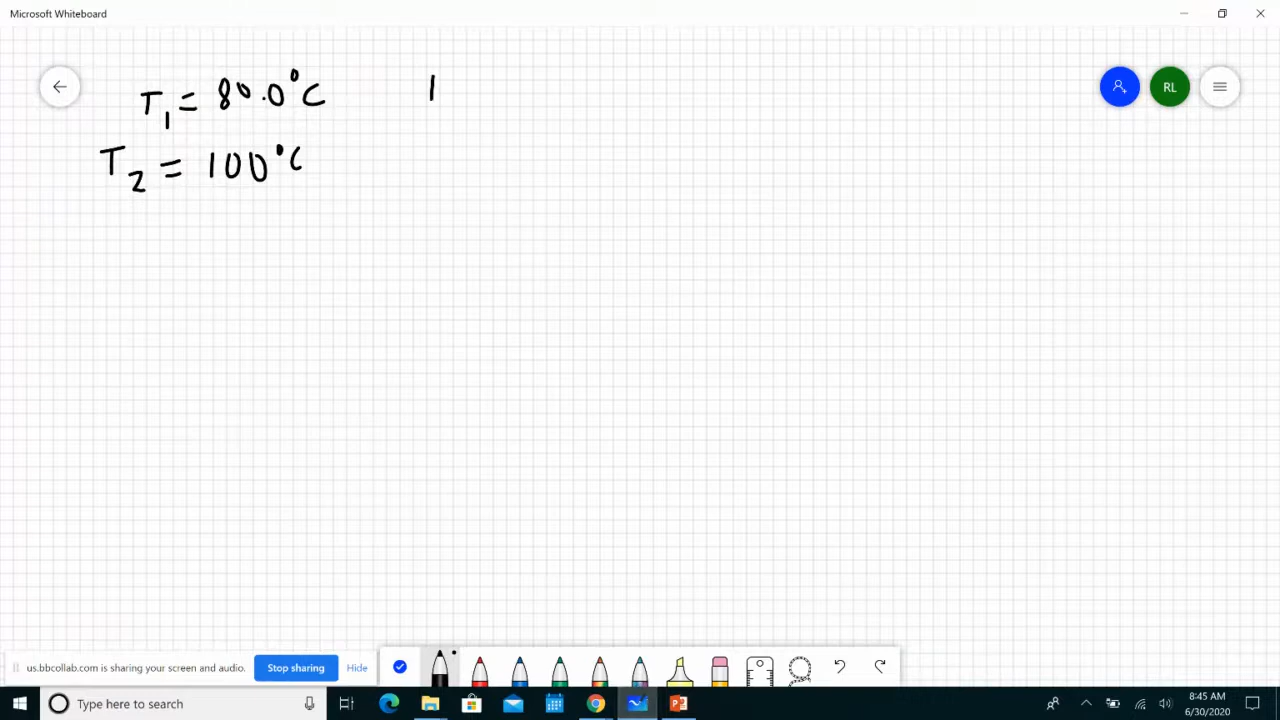 Microsoft Whiteboard
T₁ = 80.0°C
T₂ = 100°C
RL
us.bbcollab.com is sharing your screen and audio.
Stop sharing
Hide
Type here to search
8:45 AM
6/30/2020